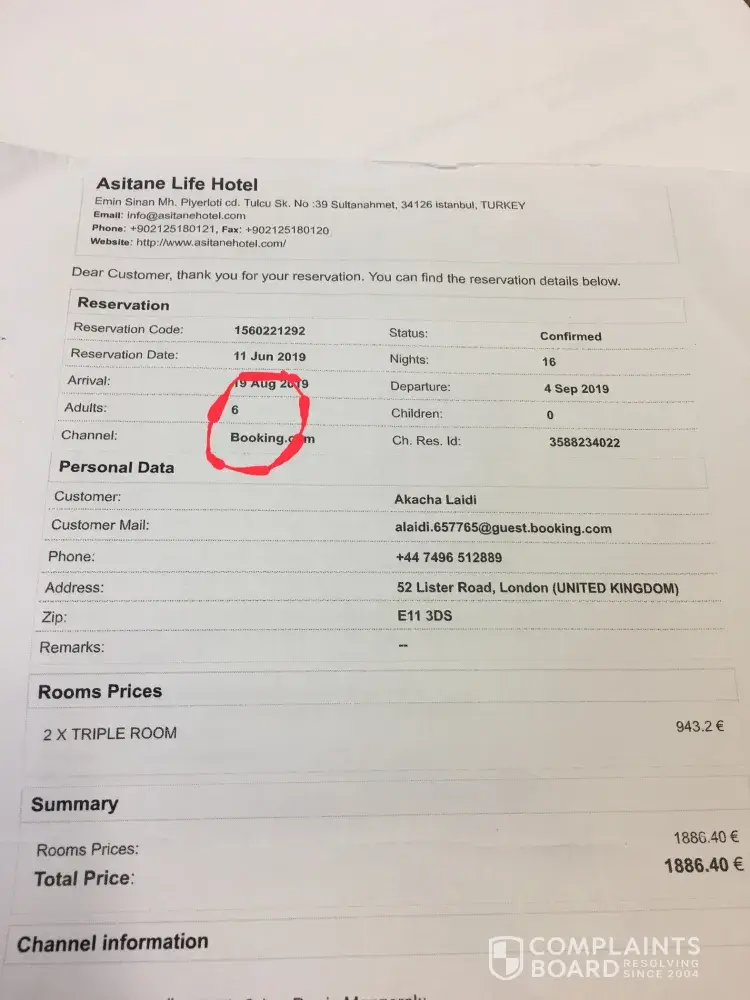 Asitane Life Hotel
Emin Sinan Mh. Piyerloti cd. Tulcu Sk. No :39 Sultanahmet, 34126 istanbul, TURKEY
Email: info@asitanehotel.com
Phone: +902125180121, Fax: +902125180120
Website: http://www.asitanehotel.com/
Dear Customer, thank you for your reservation. You can find the reservation details below.
Reservation
Reservation Code: 1560221292 Status: Confirmed
Reservation Date: 11 Jun 2019 Nights: 16
Arrival: 19 Aug 2019 Departure: 4 Sep 2019
Adults: 6 Children: 0
Channel: Booking.com Ch. Res. Id: 3588234022
Personal Data
Customer: Akacha Laidi
Customer Mail: alaidi.657765@guest.booking.com
Phone: +44 7496 512889
Address: 52 Lister Road, London (UNITED KINGDOM)
Zip: E11 3DS
Remarks: --
Rooms Prices
2 X TRIPLE ROOM 943.2 €
Summary
Rooms Prices: 1886.40 €
Total Price: 1886.40 €
Channel information
COMPLAINTS
BOARD RESOLVING SINCE 2004